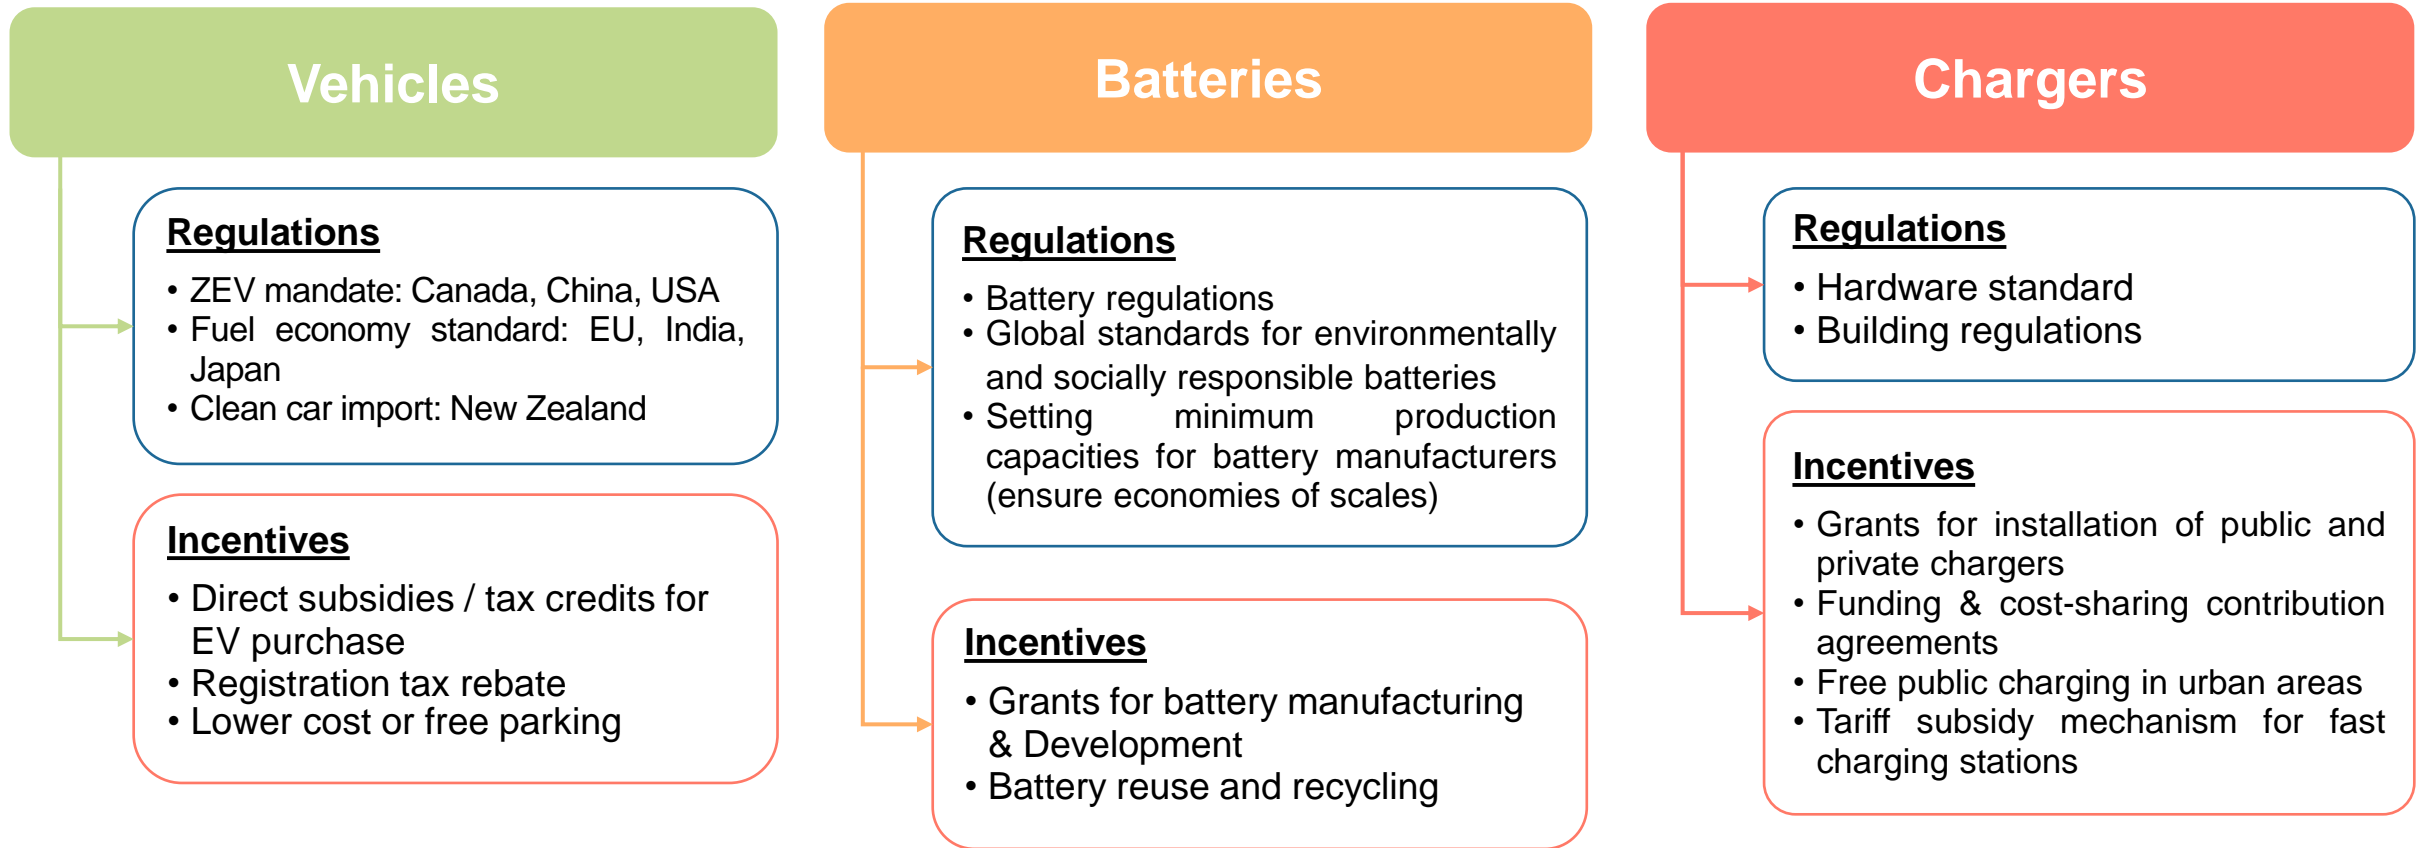 Vehicles
Regulations
• ZEV mandate: Canada, China, USA
• Fuel economy standard: EU, India,
Japan
• Clean car import: New Zealand
Incentives
• Direct subsidies / tax credits for
EV purchase
• Registration tax rebate
• Lower cost or free parking
Batteries
Regulations
• Battery regulations
• Global standards for environmentally
and socially responsible batteries
• Setting minimum production
capacities for battery manufacturers
(ensure economies of scales)
Incentives
• Grants for battery manufacturing
& Development
• Battery reuse and recycling
Chargers
Regulations
• Hardware standard
• Building regulations
Incentives
• Grants for installation of public and
private chargers
• Funding & cost-sharing contribution
agreements
• Free public charging in urban areas
• Tariff subsidy mechanism for fast
charging stations